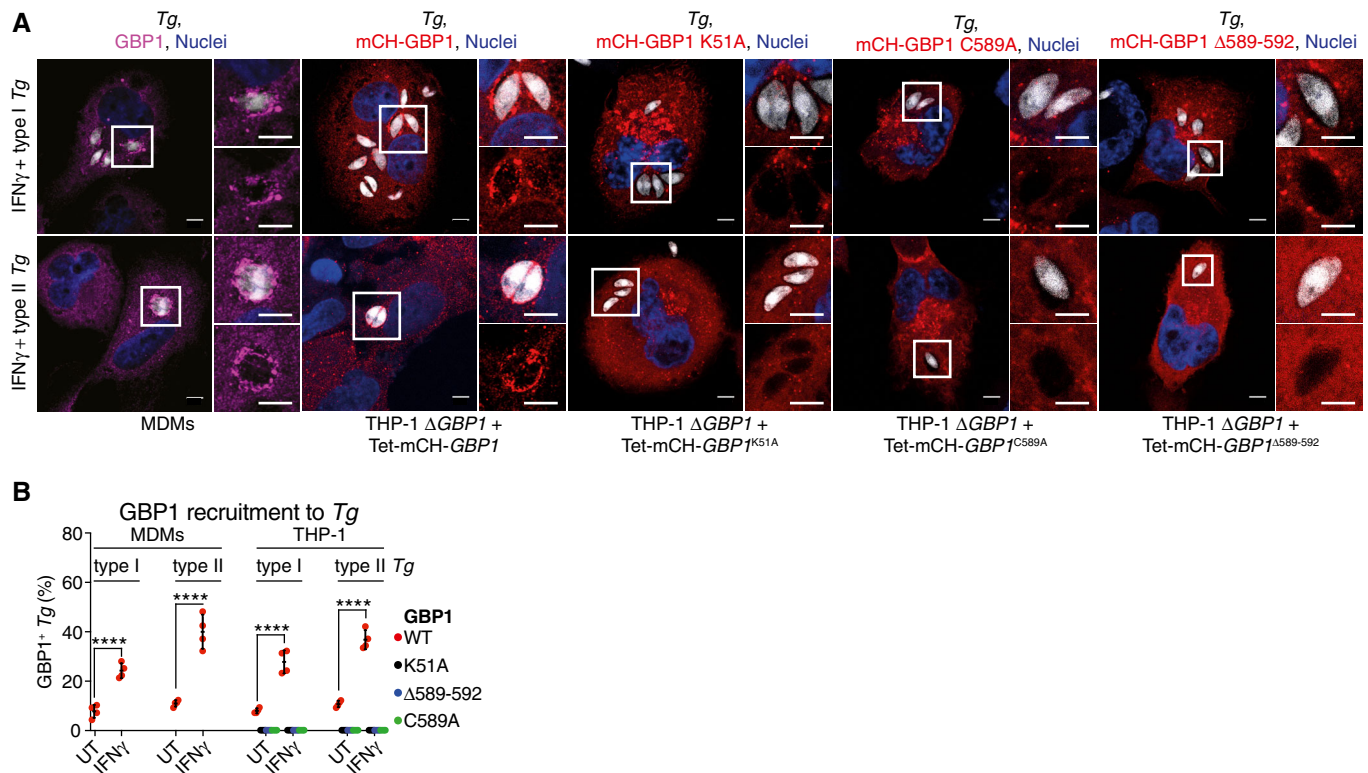 A
Tg,
GBP1, Nuclei
Tg,
mCH-GBP1, Nuclei
Tg,
mCH-GBP1 K51A, Nuclei
Tg,
mCH-GBP1 C589A, Nuclei
Tg,
mCH-GBP1 Δ589-592, Nuclei
IFNγ + type I Tg
IFNγ + type II Tg
MDMs
THP-1 ΔGBP1 +
Tet-mCH-GBP1
THP-1 ΔGBP1 +
Tet-mCH-GBP1K51A
THP-1 ΔGBP1 +
Tet-mCH-GBP1C589A
THP-1 ΔGBP1 +
Tet-mCH-GBP1Δ589-592
B
GBP1 recruitment to Tg
MDMs THP-1
type I type II type I type II Tg
GBP1+ Tg (%)
80
60
40
20
0
**** **** **** ****
UT IFNγ UT IFNγ UT IFNγ UT IFNγ
GBP1
WT
K51A
Δ589-592
C589A